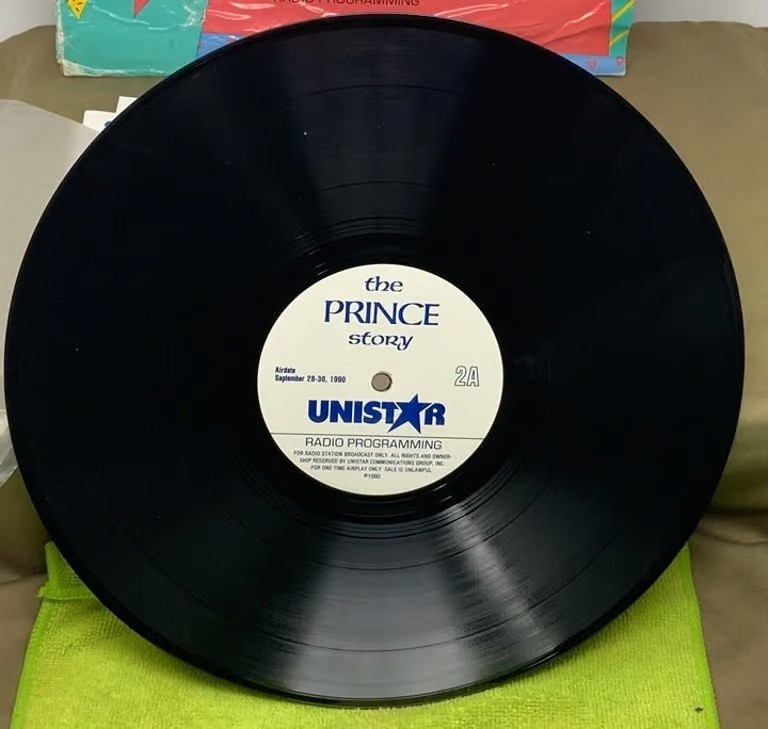 RADIO PROGRAMMING
the
PRINCE
story
Airdate
September 28-30, 1990
2A
UNISTAR
RADIO PROGRAMMING
FOR RADIO STATION BROADCAST ONLY. ALL RIGHTS AND OWNER-
SHIP RESERVED BY UNISTAR COMMUNICATIONS GROUP, INC.
FOR ONE TIME AIRPLAY ONLY. SALE IS UNLAWFUL.
℗1990